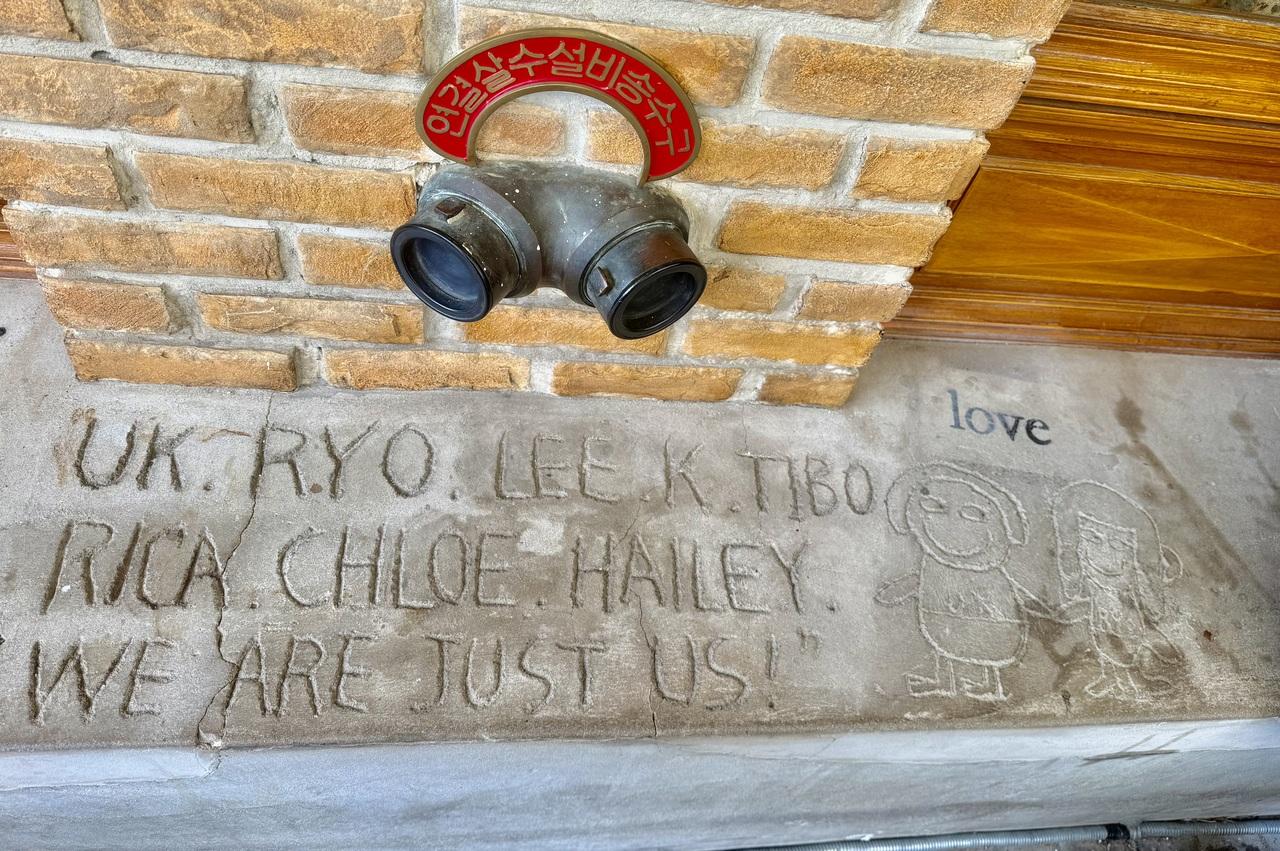 연결살수설비송수구
love
UK. RYO. LEE. K. TIBO
RICA. CHLOE. HAILEY.
WE ARE JUST US!"